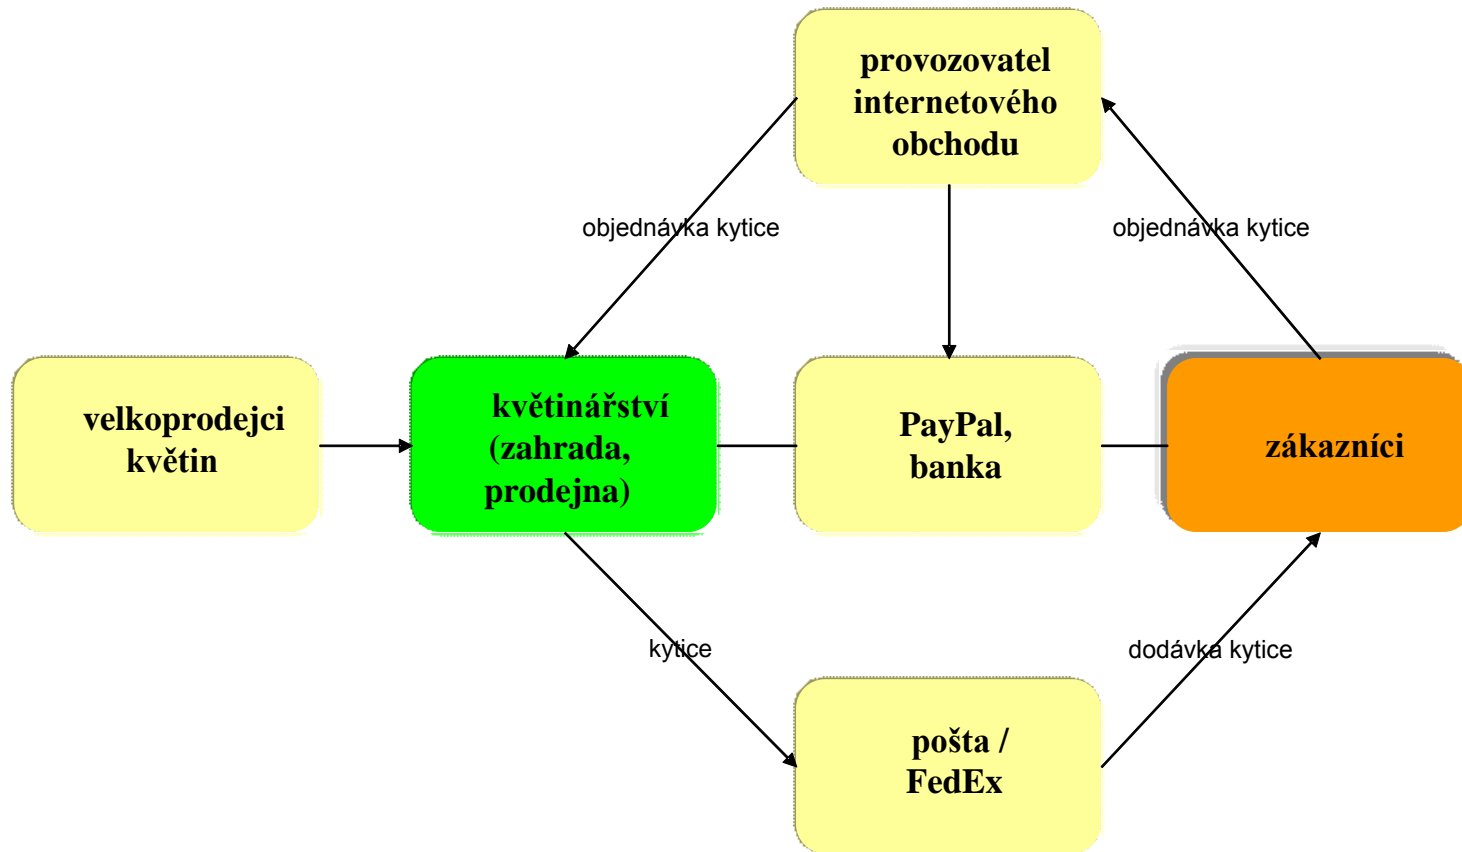 provozovatel
internetového
obchodu
objednávka kytice
objednávka kytice
velkoprodejci
květin
květinářství
(zahrada,
prodejna)
PayPal,
banka
zákazníci
kytice
dodávka kytice
pošta /
FedEx